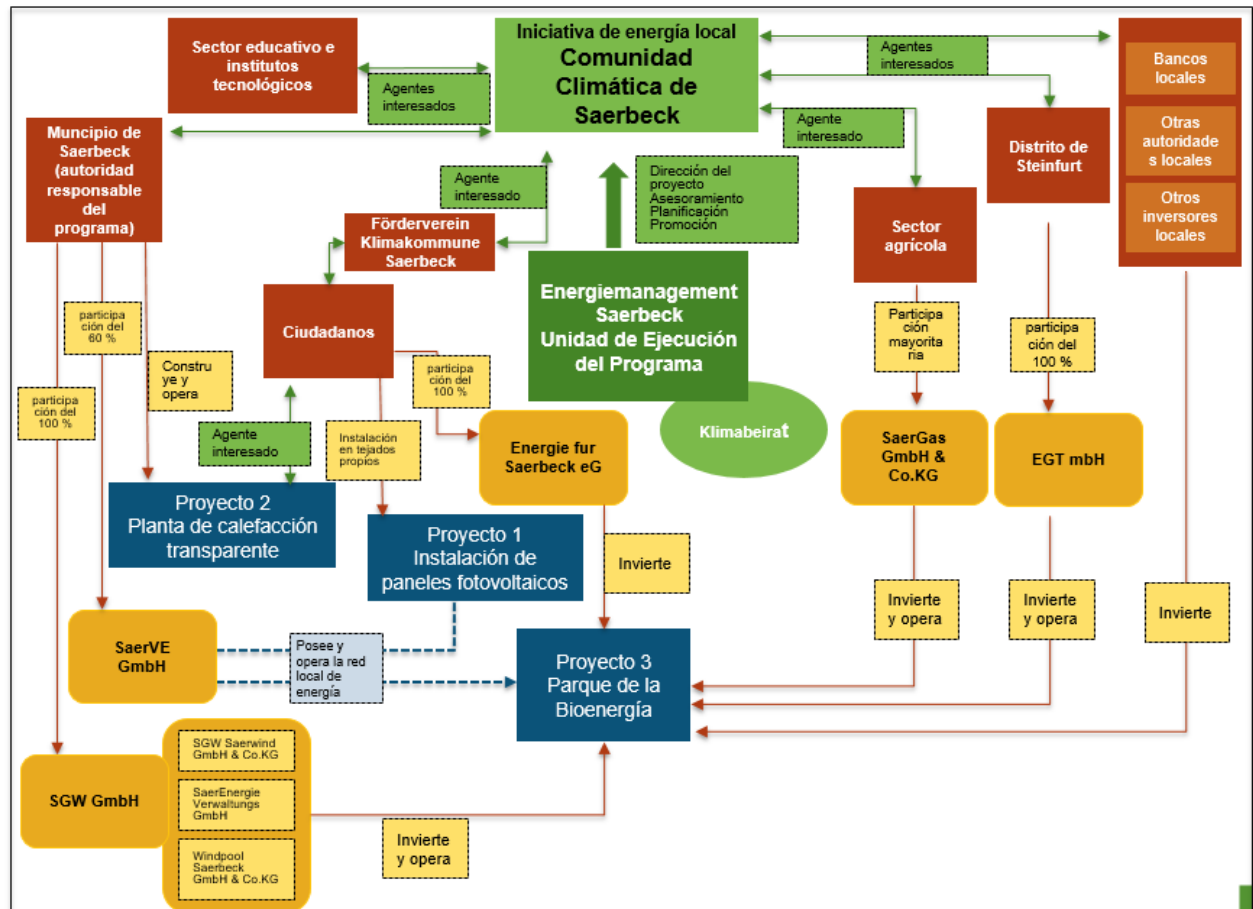 Sector educativo e
institutos
tecnológicos
Iniciativa de energía local
Comunidad
Climática de
Saerbeck
Agentes
interesados
Agentes
interesados
Agente
interesado
Bancos
locales
Otras
autoridade
s locales
Otros
inversores
locales
Muncipio de
Saerbeck
(autoridad
responsable
del
programa)
Agente
interesado
Dirección del
proyecto
Asesoramiento
Planificación
Promoción
Distrito de
Steinfurt
Sector
agrícola
Förderverein
Klimakommune
Saerbeck
Energiemanagement
Saerbeck
Unidad de Ejecución
del Programa
Klimabeirat
Ciudadanos
participa
ción del
60 %
Constru
ye y
opera
participa
ción del
100 %
Agente
interesado
Instalación
en tejados
propios
participa
ción del
100 %
Participa
ción
mayorita
ria
participa
ción del
100 %
Energie fur
Saerbeck eG
SaerGas
GmbH &
Co.KG
EGT mbH
Proyecto 2
Planta de calefacción
transparente
Proyecto 1
Instalación de
paneles fotovoltaicos
Invierte
Invierte
y opera
Invierte
y opera
Invierte
SaerVE
GmbH
Posee y
opera la red
local de
energía
Proyecto 3
Parque de la
Bioenergía
SGW GmbH
SGW Saerwind
GmbH & Co.KG
SaerEnergie
Verwaltungs
GmbH
Windpool
Saerbeck
GmbH & Co.KG
Invierte
y opera